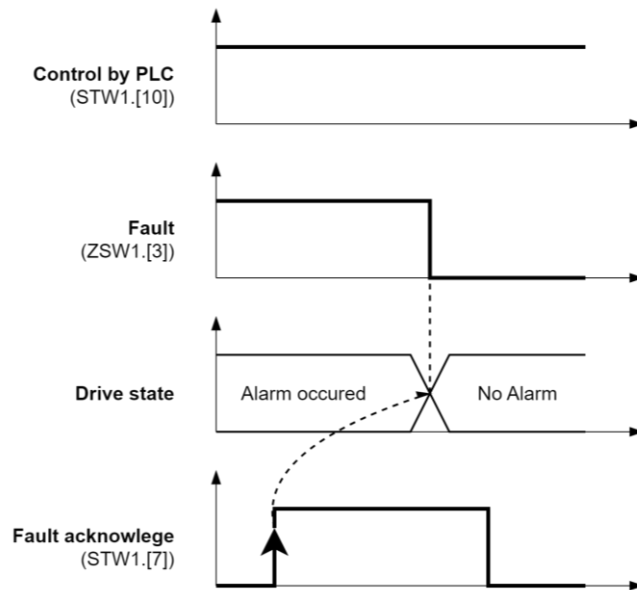 Control by PLC
(STW1.[10])
Fault
(ZSW1.[3])
Drive state
Alarm occured
No Alarm
Fault acknowlege
(STW1.[7])